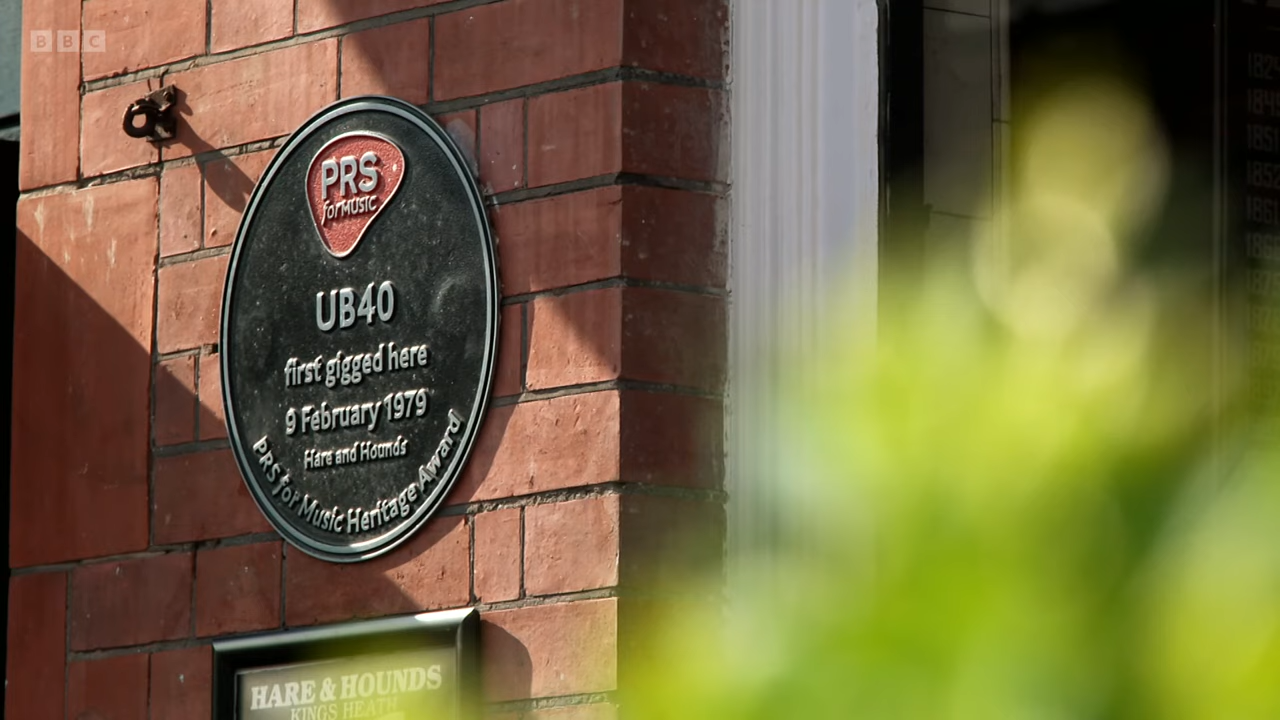 BBC
PRS
for MUSIC
UB40
first gigged here
9 February 1979
Hare and Hounds
PRS for Music Heritage Award
HARE & HOUNDS
KINGS HEATH